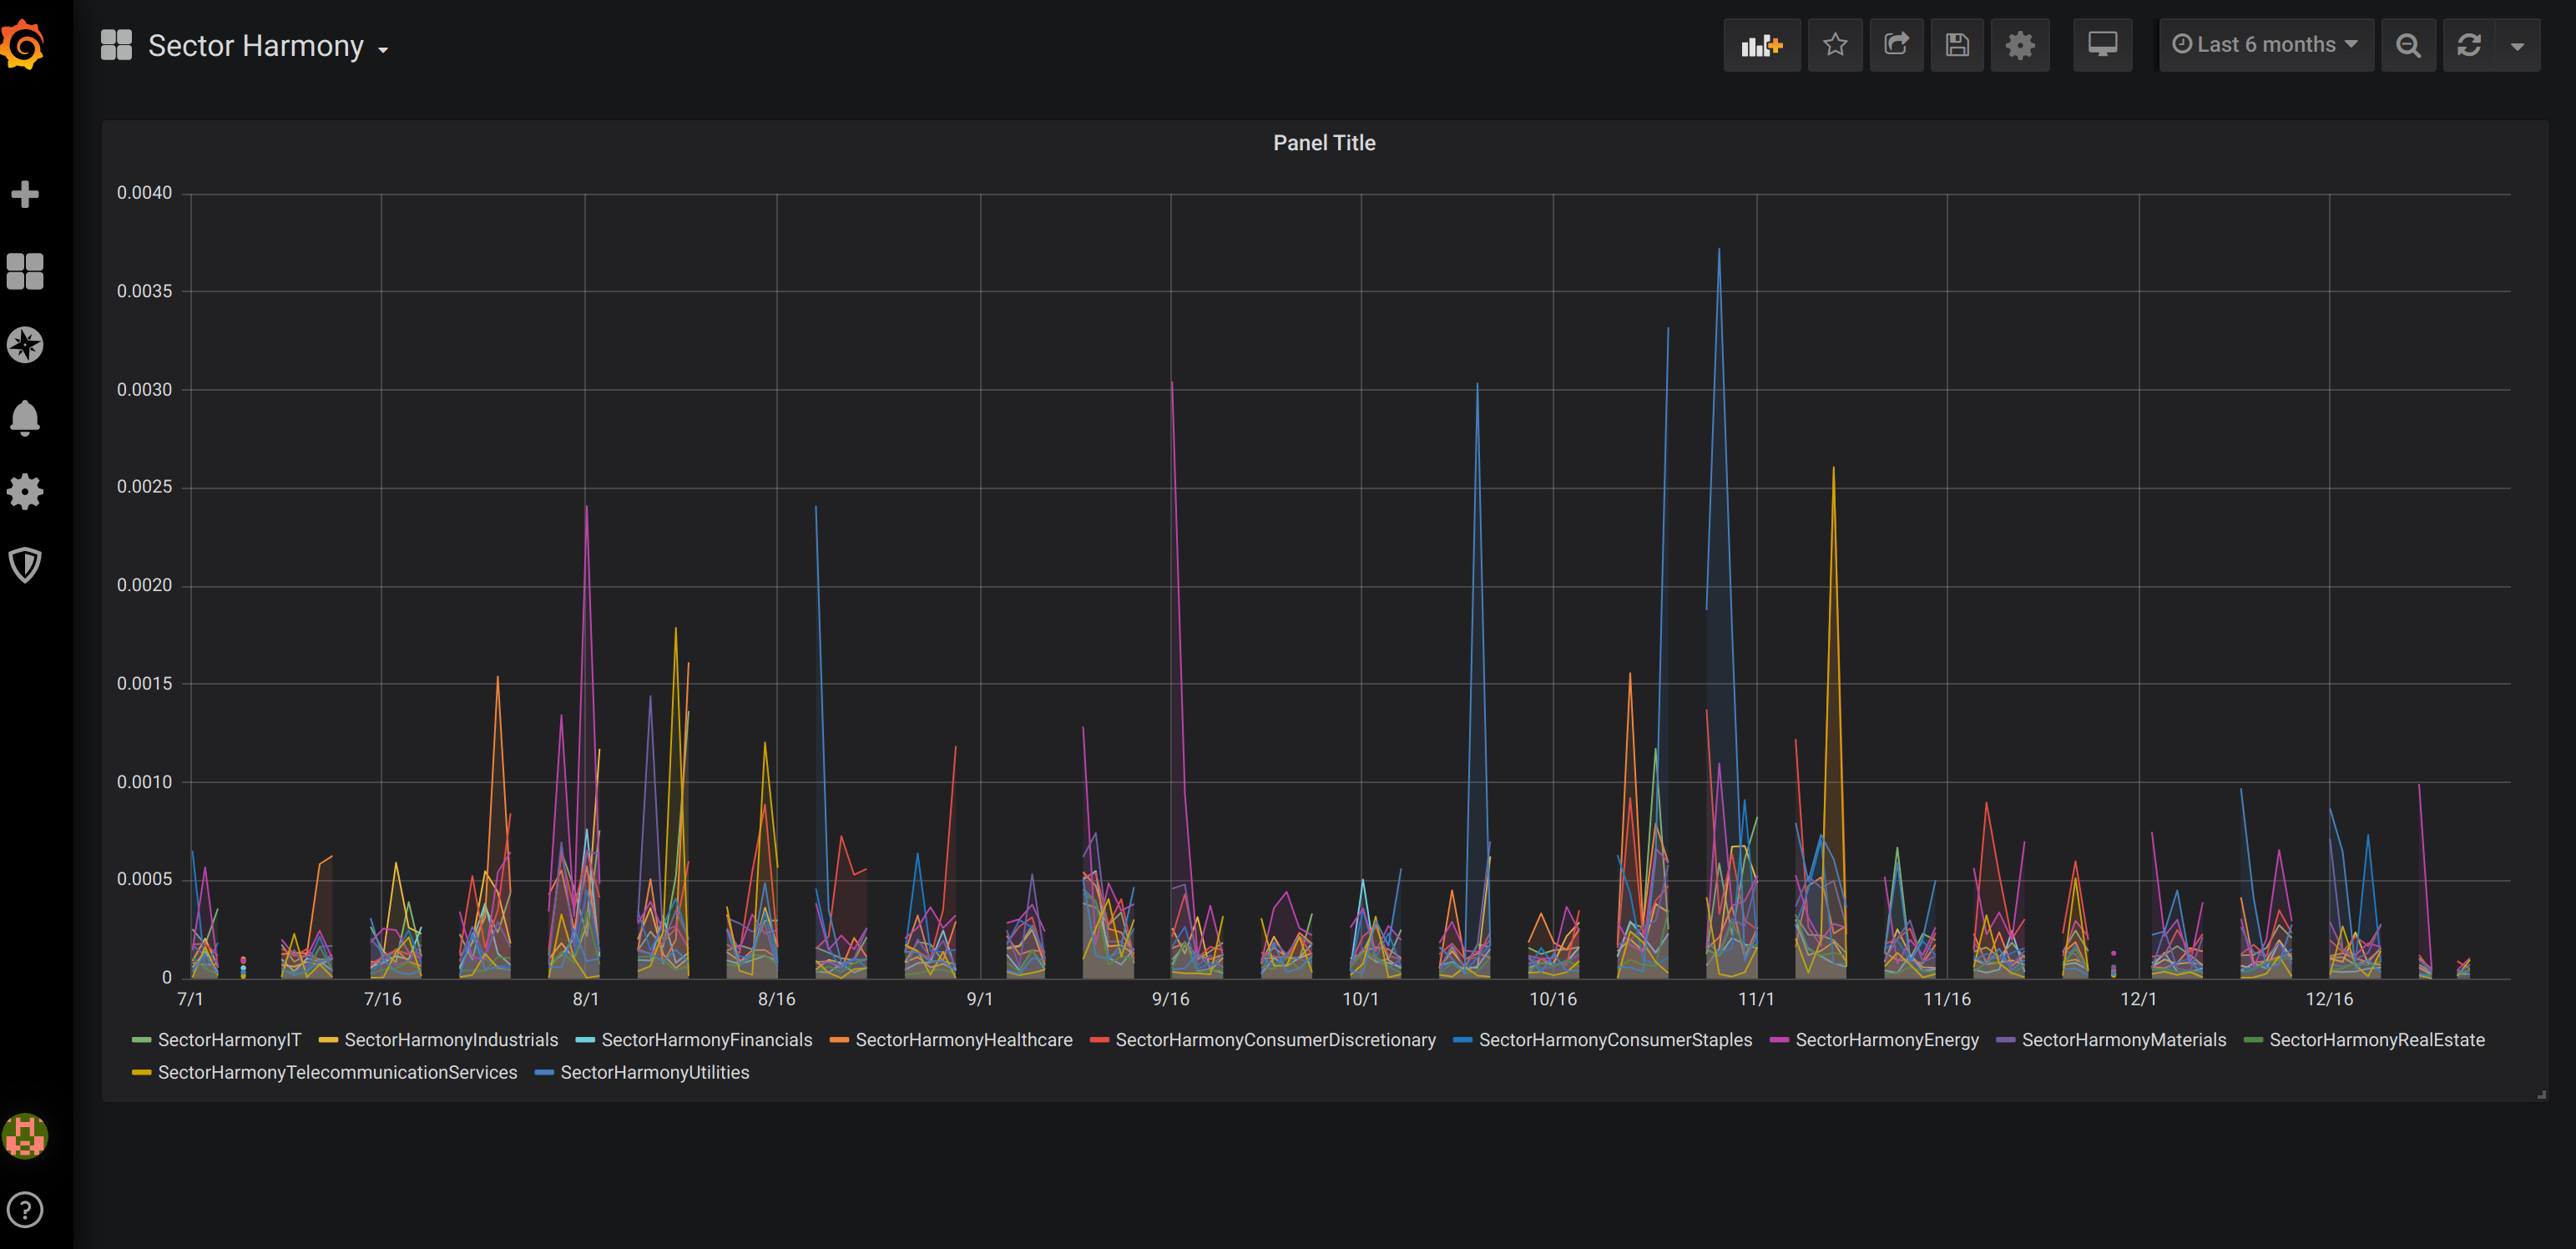 Sector Harmony
Last 6 months
Panel Title
0.0040
0.0035
0.0030
0.0025
0.0020
0.0015
0.0010
0.0005
0
7/1 7/16 8/1 8/16 9/1 9/16 10/1 10/16 11/1 11/16 12/1 12/16
SectorHarmonyIT SectorHarmonyIndustrials SectorHarmonyFinancials SectorHarmonyHealthcare SectorHarmonyConsumerDiscretionary SectorHarmonyConsumerStaples SectorHarmonyEnergy SectorHarmonyMaterials SectorHarmonyRealEstate
SectorHarmonyTelecommunicationServices SectorHarmonyUtilities